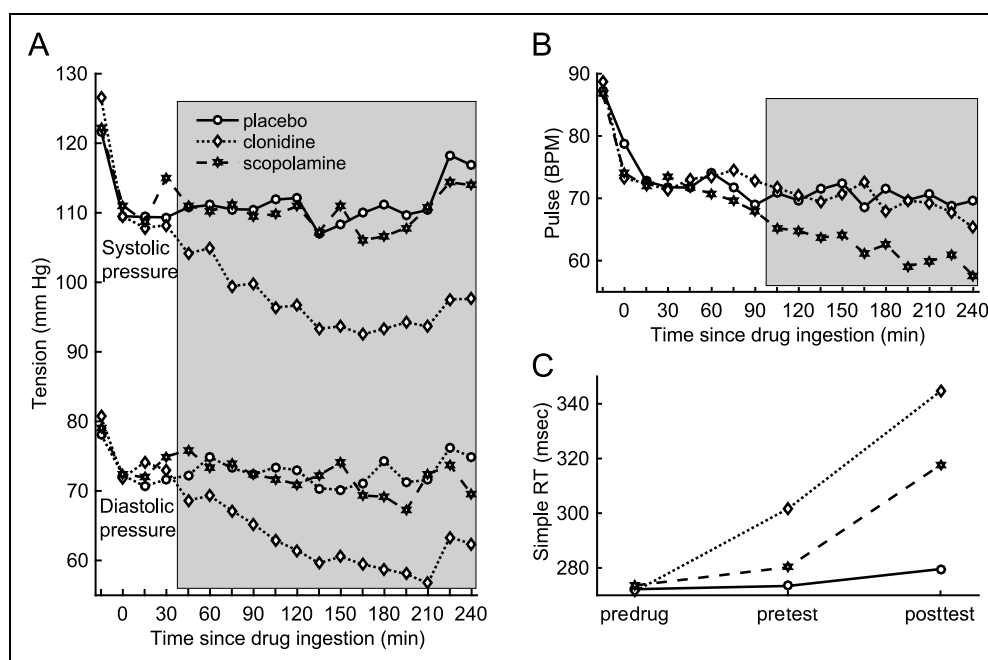 A
130
120
110
100
90
80
70
60
Tension (mm Hg)
placebo
clonidine
scopolamine
Systolic
pressure
Diastolic
pressure
0 30 60 90 120 150 180 210 240
Time since drug ingestion (min)
B
90
80
70
60
Pulse (BPM)
0 30 60 90 120 150 180 210 240
Time since drug ingestion (min)
C
340
320
300
280
Simple RT (msec)
predrug pretest posttest